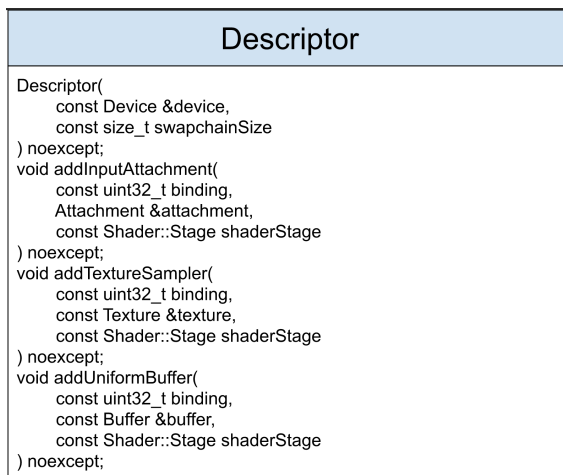 Descriptor
Descriptor(
const Device &device,
const size_t swapchainSize
) noexcept;
void addInputAttachment(
const uint32_t binding,
Attachment &attachment,
const Shader::Stage shaderStage
) noexcept;
void addTextureSampler(
const uint32_t binding,
const Texture &texture,
const Shader::Stage shaderStage
) noexcept;
void addUniformBuffer(
const uint32_t binding,
const Buffer &buffer,
const Shader::Stage shaderStage
) noexcept;